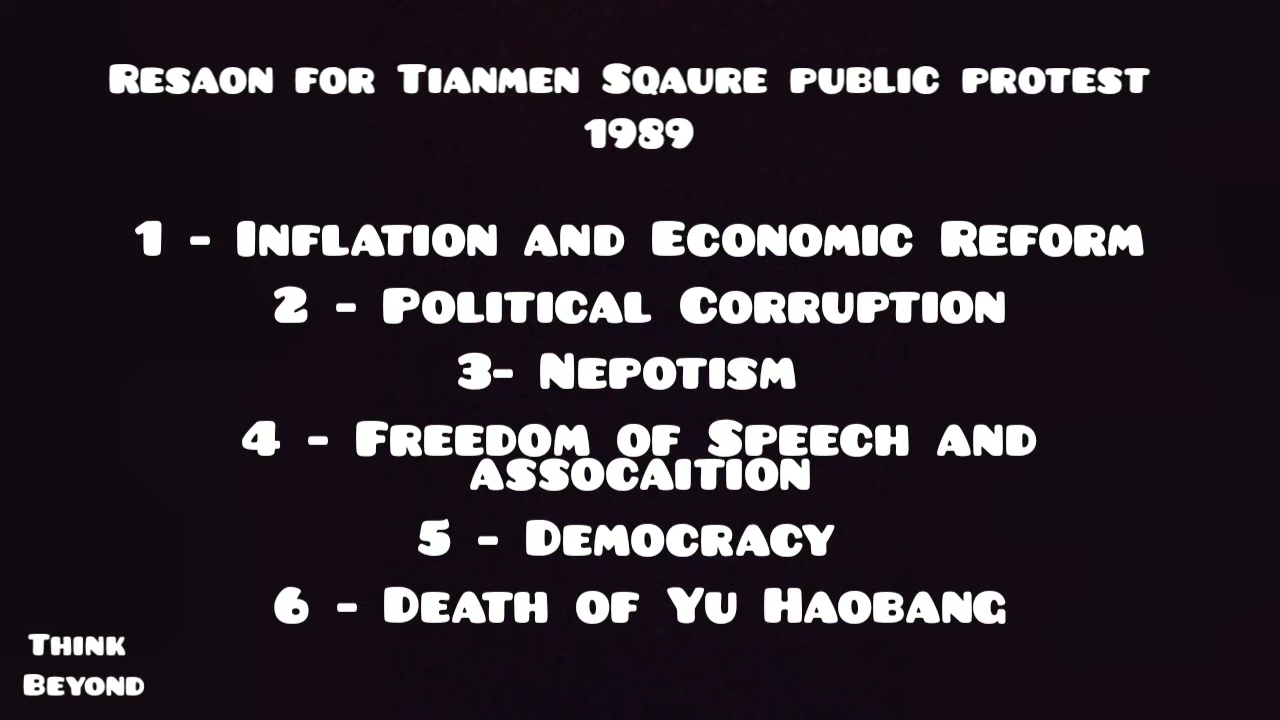 Resaon for Tianmen Sqaure public protest
1989
1 - Inflation and Economic Reform
2 - Political Corruption
3- Nepotism
4 - Freedom of Speech and
assocaition
5 - Democracy
6 - Death of Yu Haobang
Think
Beyond